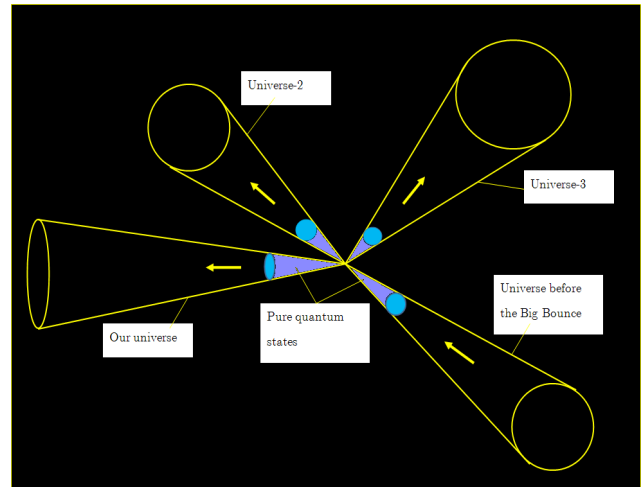 Universe-2
Universe-3
Universe before
the Big Bounce
Pure quantum
states
Our universe